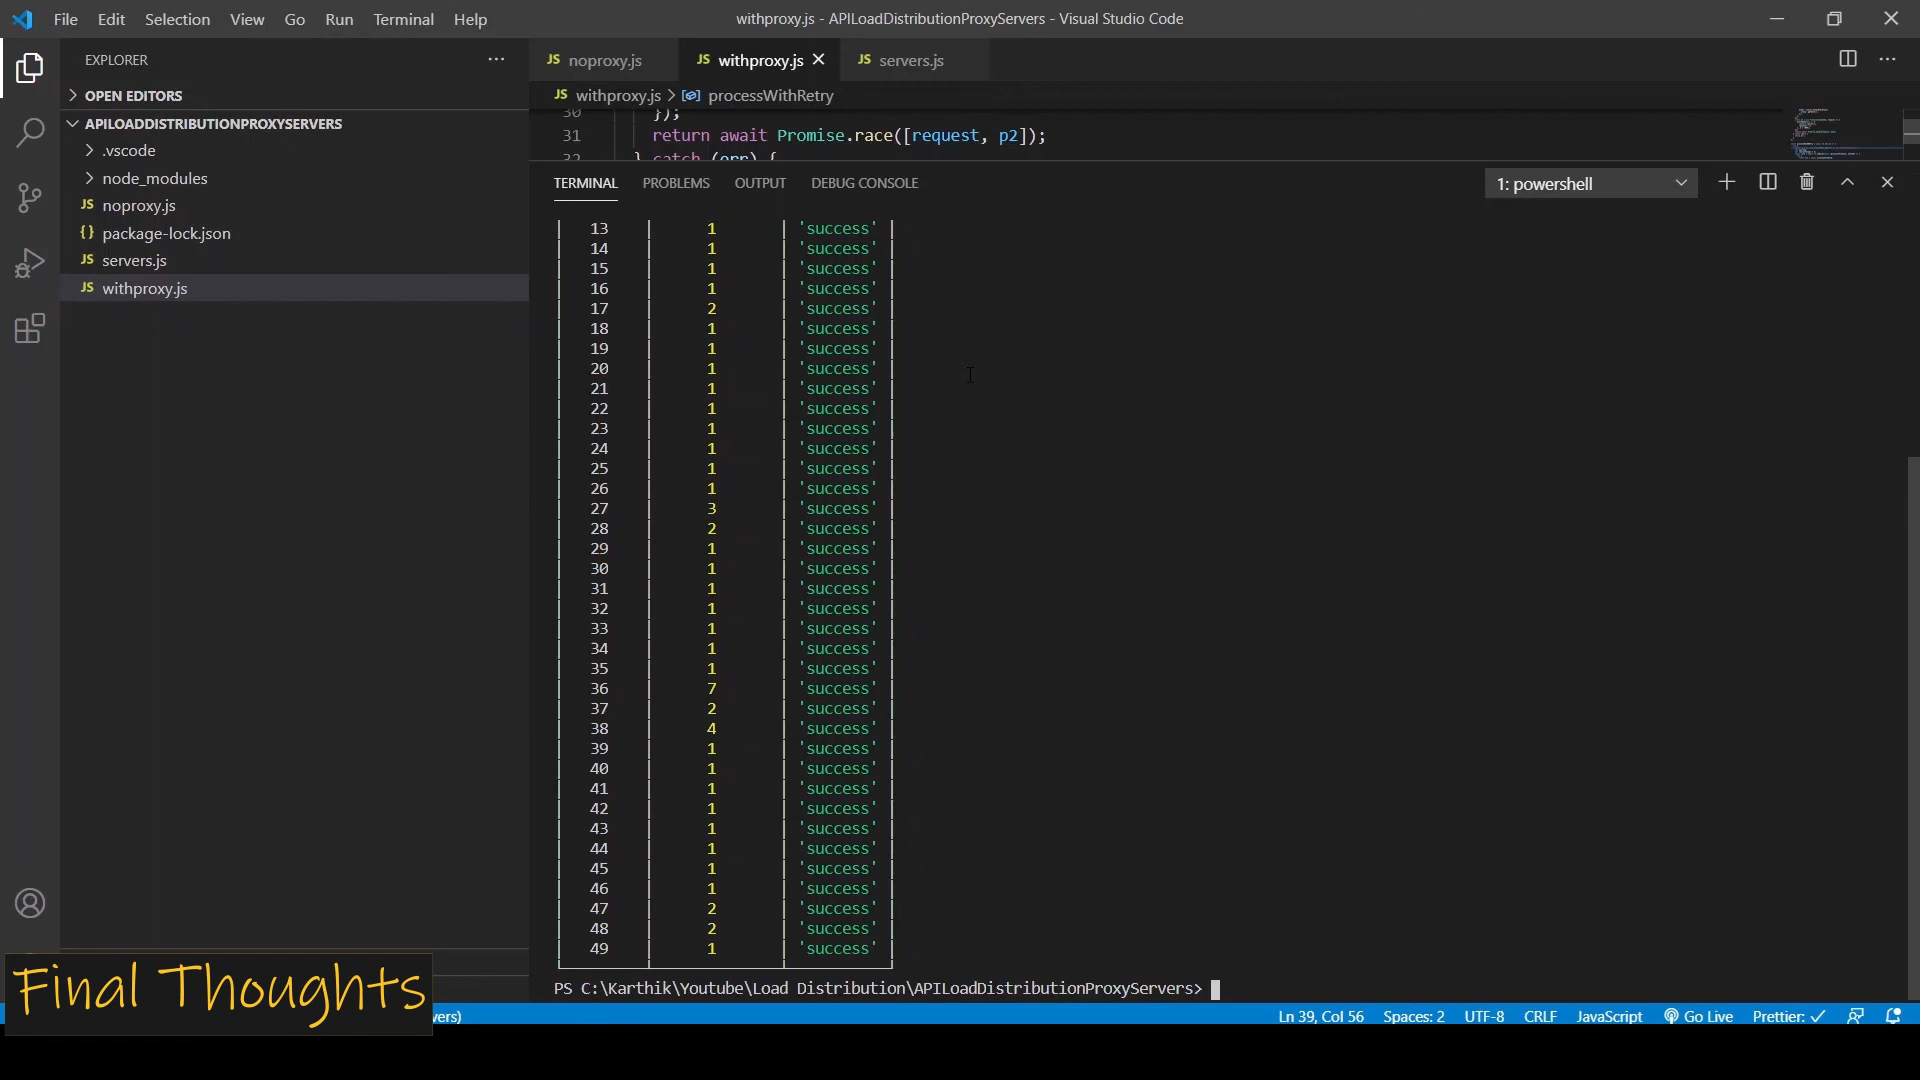 File Edit Selection View Go Run Terminal Help
withproxy.js - APILoadDistributionProxyServers - Visual Studio Code
EXPLORER
OPEN EDITORS
APILOADDISTRIBUTIONPROXYSERVERS
.vscode
node_modules
JS noproxy.js
{} package-lock.json
JS servers.js
JS withproxy.js
JS noproxy.js JS withproxy.js JS servers.js
JS withproxy.js > processWithRetry
30 });
31 return await Promise.race([request, p2]);
32 } catch (err) {
TERMINAL PROBLEMS OUTPUT DEBUG CONSOLE 1: powershell
| 13 | 1 | 'success' |
| 14 | 1 | 'success' |
| 15 | 1 | 'success' |
| 16 | 1 | 'success' |
| 17 | 2 | 'success' |
| 18 | 1 | 'success' |
| 19 | 1 | 'success' |
| 20 | 1 | 'success' |
| 21 | 1 | 'success' |
| 22 | 1 | 'success' |
| 23 | 1 | 'success' |
| 24 | 1 | 'success' |
| 25 | 1 | 'success' |
| 26 | 1 | 'success' |
| 27 | 3 | 'success' |
| 28 | 2 | 'success' |
| 29 | 1 | 'success' |
| 30 | 1 | 'success' |
| 31 | 1 | 'success' |
| 32 | 1 | 'success' |
| 33 | 1 | 'success' |
| 34 | 1 | 'success' |
| 35 | 1 | 'success' |
| 36 | 7 | 'success' |
| 37 | 2 | 'success' |
| 38 | 4 | 'success' |
| 39 | 1 | 'success' |
| 40 | 1 | 'success' |
| 41 | 1 | 'success' |
| 42 | 1 | 'success' |
| 43 | 1 | 'success' |
| 44 | 1 | 'success' |
| 45 | 1 | 'success' |
| 46 | 1 | 'success' |
| 47 | 2 | 'success' |
| 48 | 2 | 'success' |
| 49 | 1 | 'success' |
PS C:\Karthik\Youtube\Load Distribution\APILoadDistributionProxyServers>
Final Thoughts
vers) Ln 39, Col 56 Spaces: 2 UTF-8 CRLF JavaScript Go Live Prettier: ✓